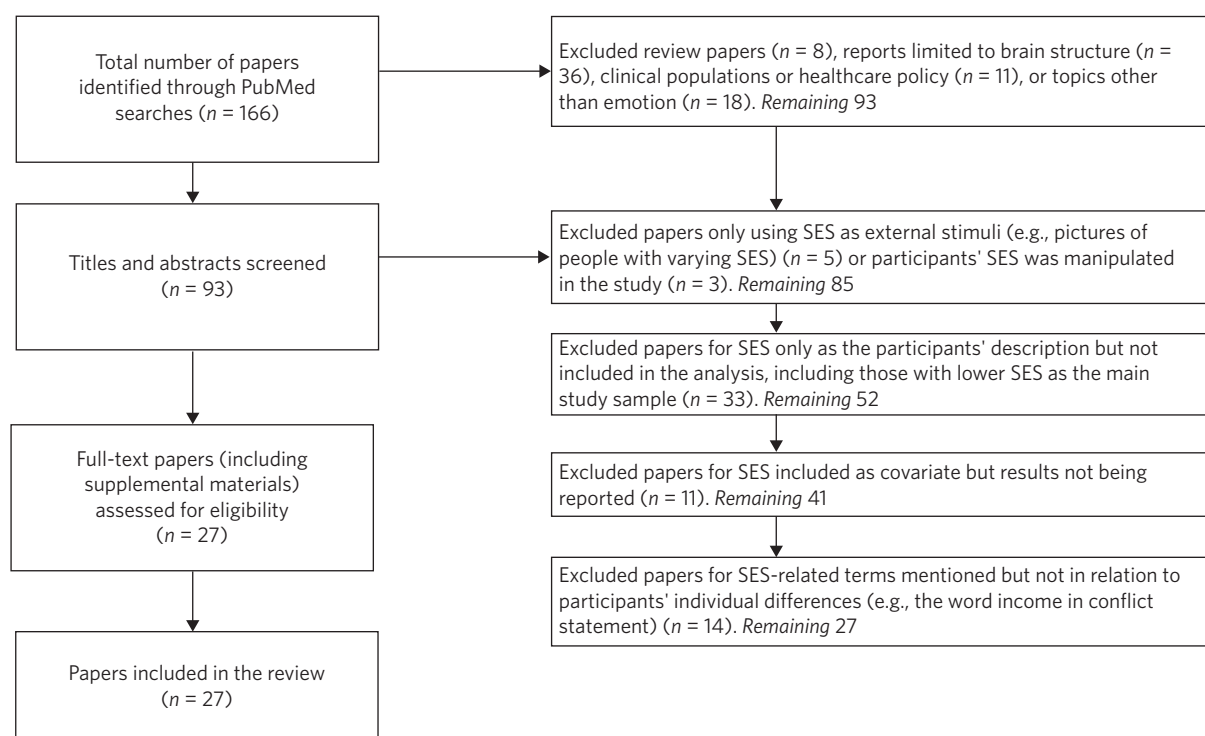 Total number of papers
identified through PubMed
searches (n = 166)
Excluded review papers (n = 8), reports limited to brain structure (n =
36), clinical populations or healthcare policy (n = 11), or topics other
than emotion (n = 18). Remaining 93
Titles and abstracts screened
(n = 93)
Excluded papers only using SES as external stimuli (e.g., pictures of
people with varying SES) (n = 5) or participants' SES was manipulated
in the study (n = 3). Remaining 85
Excluded papers for SES only as the participants' description but not
included in the analysis, including those with lower SES as the main
study sample (n = 33). Remaining 52
Full-text papers (including
supplemental materials)
assessed for eligibility
(n = 27)
Excluded papers for SES included as covariate but results not being
reported (n = 11). Remaining 41
Excluded papers for SES-related terms mentioned but not in relation to
participants' individual differences (e.g., the word income in conflict
statement) (n = 14). Remaining 27
Papers included in the review
(n = 27)